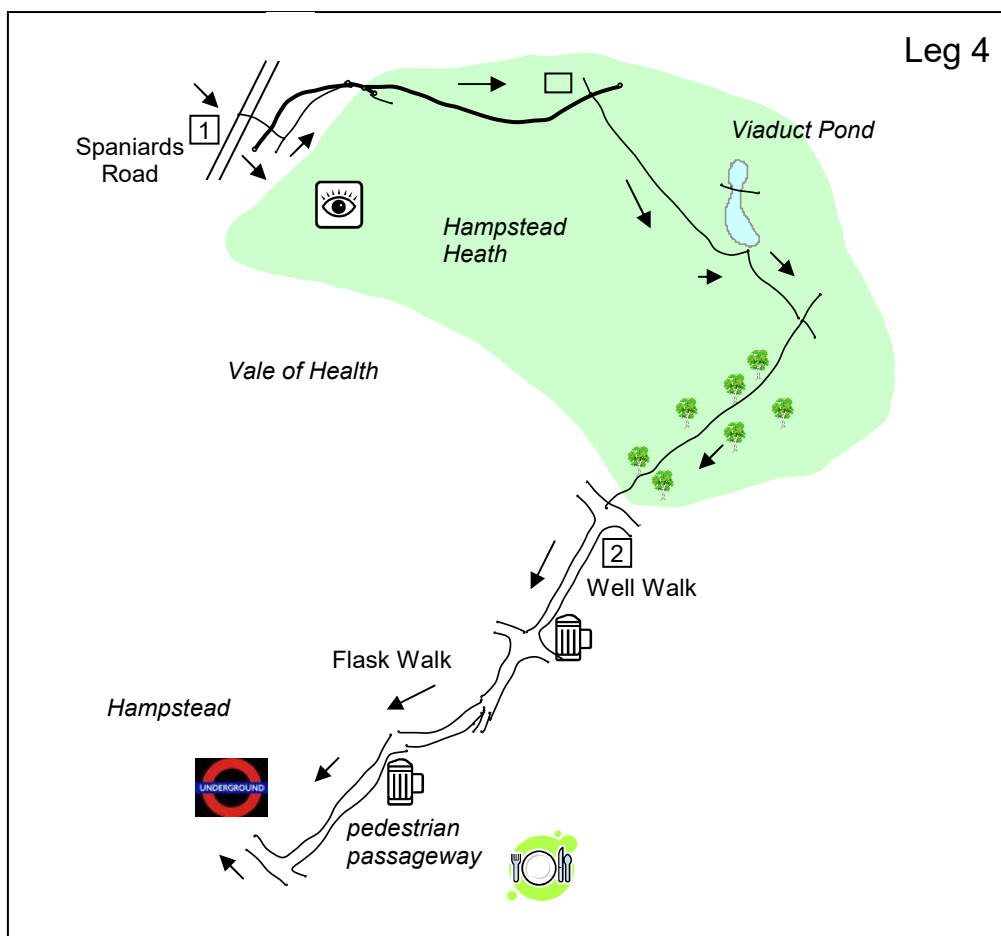 Leg 4
1
Spaniards
Road
Viaduct Pond
Hampstead
Heath
Vale of Health
2
Well Walk
Flask Walk
Hampstead
UNDERGROUND
pedestrian
passageway